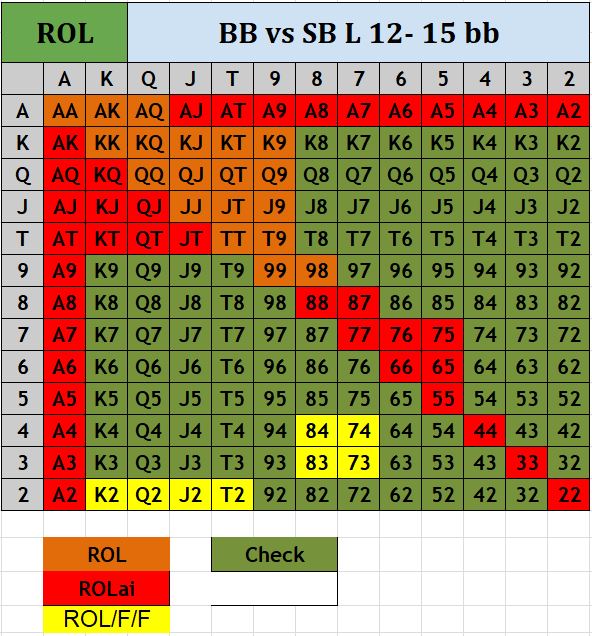 ROL BB vs SB L 12- 15 bb
A K Q J T 9 8 7 6 5 4 3 2
A AA AK AQ AJ AT A9 A8 A7 A6 A5 A4 A3 A2
K AK KK KQ KJ KT K9 K8 K7 K6 K5 K4 K3 K2
Q AQ KQ QQ QJ QT Q9 Q8 Q7 Q6 Q5 Q4 Q3 Q2
J AJ KJ QJ JJ JT J9 J8 J7 J6 J5 J4 J3 J2
T AT KT QT JT TT T9 T8 T7 T6 T5 T4 T3 T2
9 A9 K9 Q9 J9 T9 99 98 97 96 95 94 93 92
8 A8 K8 Q8 J8 T8 98 88 87 86 85 84 83 82
7 A7 K7 Q7 J7 T7 97 87 77 76 75 74 73 72
6 A6 K6 Q6 J6 T6 96 86 76 66 65 64 63 62
5 A5 K5 Q5 J5 T5 95 85 75 65 55 54 53 52
4 A4 K4 Q4 J4 T4 94 84 74 64 54 44 43 42
3 A3 K3 Q3 J3 T3 93 83 73 63 53 43 33 32
2 A2 K2 Q2 J2 T2 92 82 72 62 52 42 32 22
ROL Check
ROLai
ROL/F/F